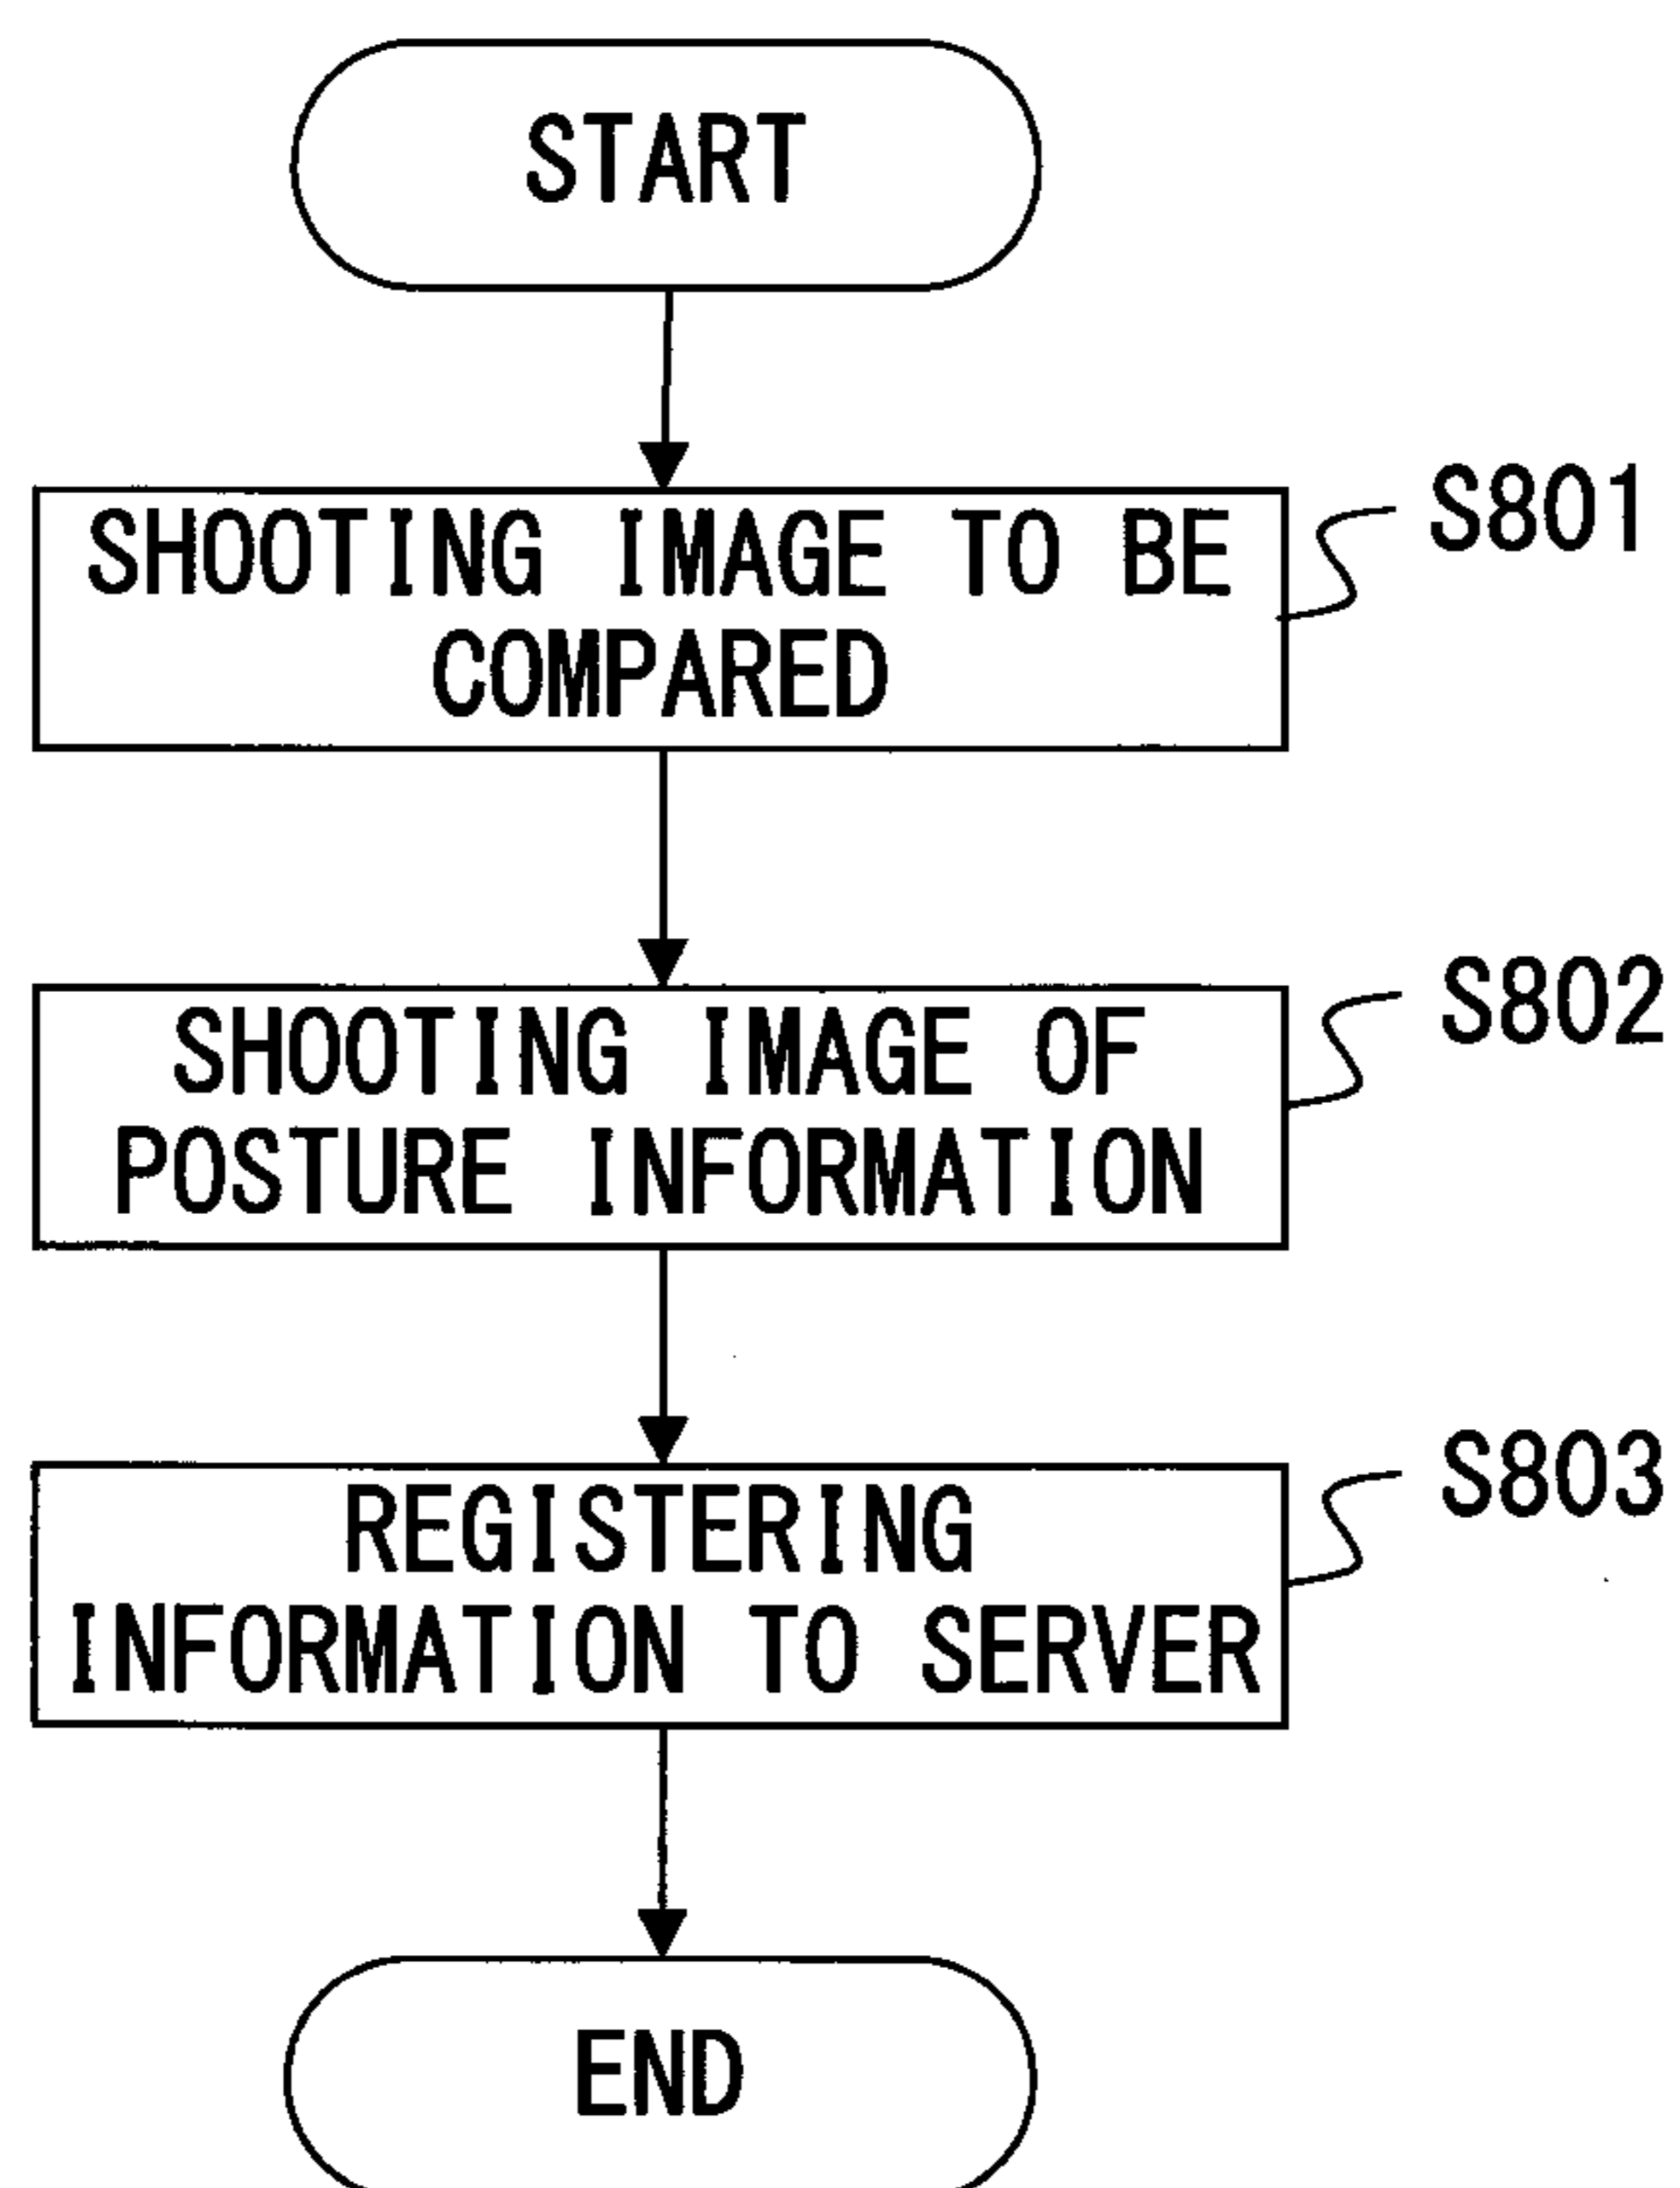 START
SHOOTING IMAGE TO BE
COMPARED
S801
SHOOTING IMAGE OF
POSTURE INFORMATION
S802
REGISTERING
INFORMATION TO SERVER
S803
END